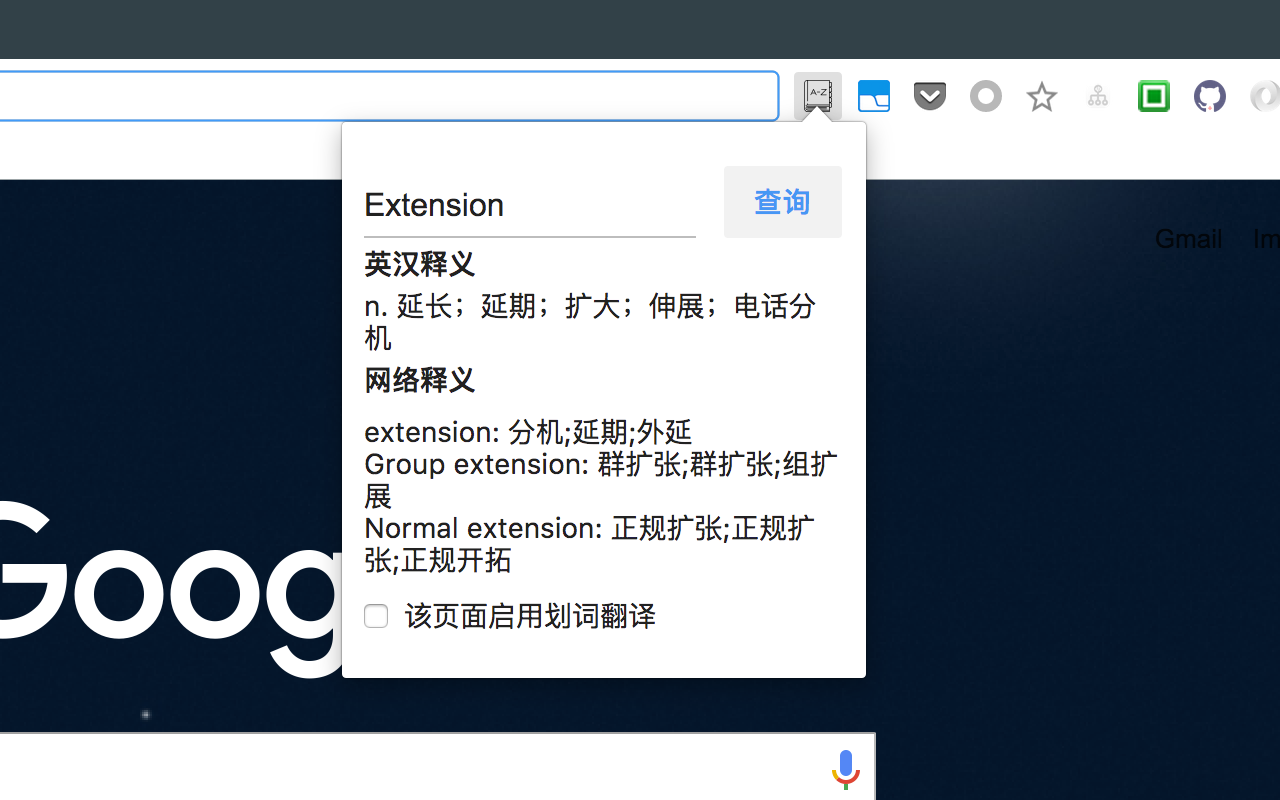 A-Z
Extension
查询
Gmail
英汉释义
n. 延长；延期；扩大；伸展；电话分
机
网络释义
extension: 分机;延期;外延
Group extension: 群扩张;群扩张;组扩
展
Normal extension: 正规扩张;正规扩
张;正规开拓
该页面启用划词翻译
Goog